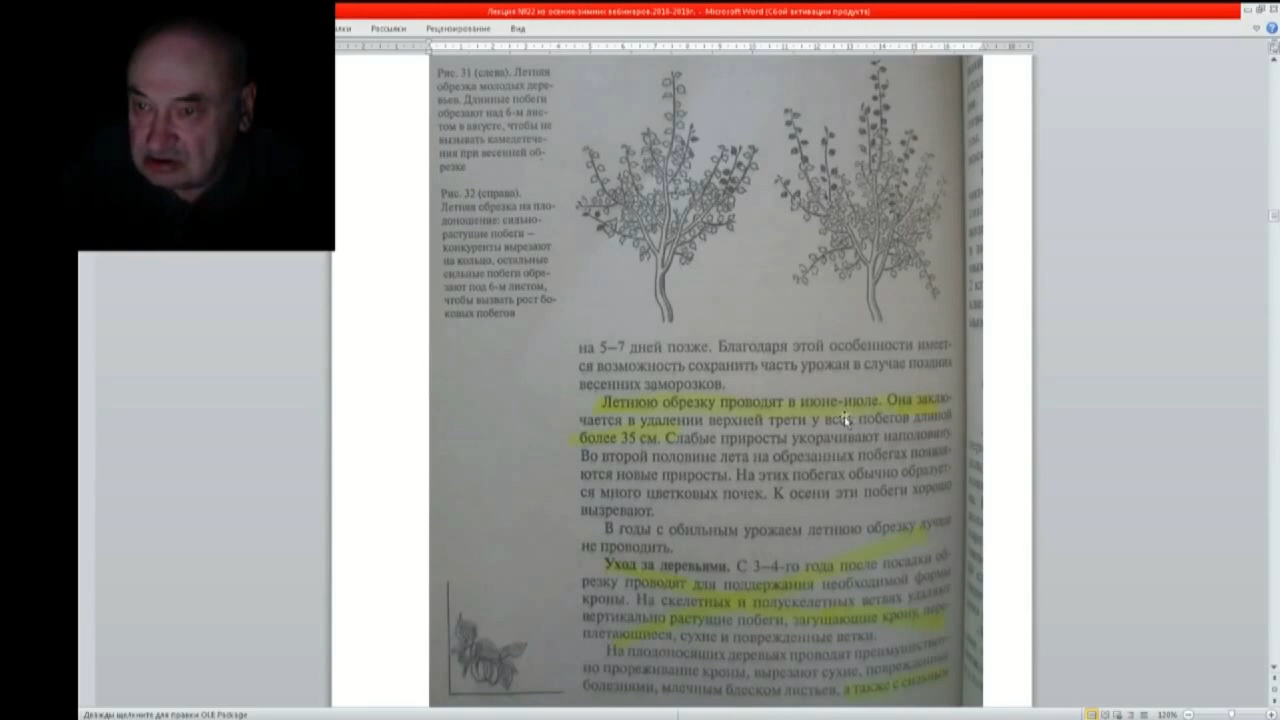 Лекция №22 из осенне-зимних вебинаров.2018-2019г. - Microsoft Word (Сбой активации продукта)
Рассылки Рецензирование Вид
Рис. 31 (слева). Летняя
обрезка молодых дере-
вьев. Длинные побеги
обрезают над 6-м лис-
том в августе, чтобы не
вызывать камедетече-
ния при весенней об-
резке
Рис. 32 (справа).
Летняя обрезка на пло-
доношение: сильно-
растущие побеги –
конкуренты вырезают
на кольцо, остальные
сильные побеги обре-
зают под 6-м листом,
чтобы вызвать рост бо-
ковых побегов
на 5–7 дней позже. Благодаря этой особенности имеет-
ся возможность сохранить часть урожая в случае поздних
весенних заморозков.
Летнюю обрезку проводят в июне-июле. Она заклю-
чается в удалении верхней трети у всех побегов длиной
более 35 см. Слабые приросты укорачивают наполовину.
Во второй половине лета на обрезанных побегах появля-
ются новые приросты. На этих побегах обычно образует-
ся много цветковых почек. К осени эти побеги хорошо
вызревают.
В годы с обильным урожаем летнюю обрезку лучше
не проводить.
Уход за деревьями. С 3–4-го года после посадки об-
резку проводят для поддержания необходимой формы
кроны. На скелетных и полускелетных ветвях удаляют
вертикально растущие побеги, загущающие крону, пере-
плетающиеся, сухие и поврежденные ветки.
На плодоносящих деревьях проводят преимуществен-
но прореживание кроны, вырезают сухие, поврежденные
болезнями, млечным блеском листьев, а также с сильным
Дважды щелкните для правки OLE Package
120%